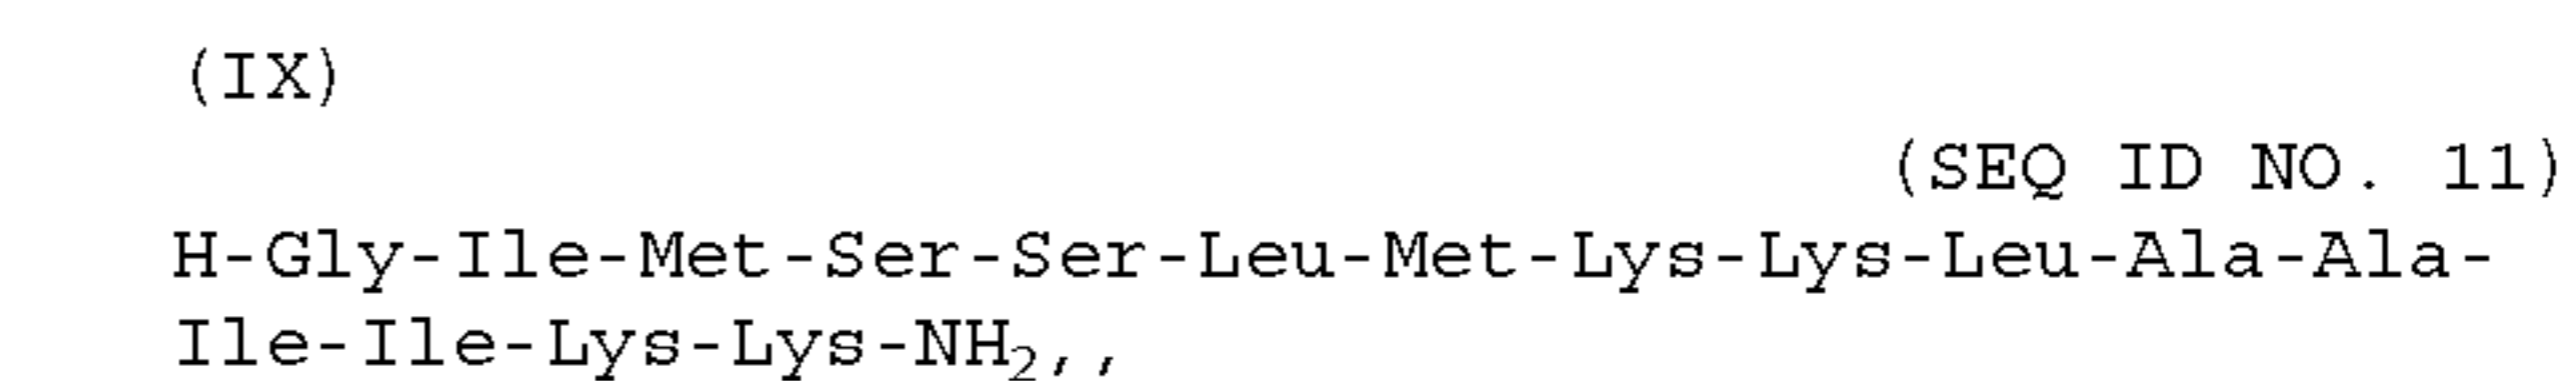 (IX)
(SEQ ID NO. 11)
H-Gly-Ile-Met-Ser-Ser-Leu-Met-Lys-Lys-Leu-Ala-Ala-
Ile-Ile-Lys-Lys-NH₂,,